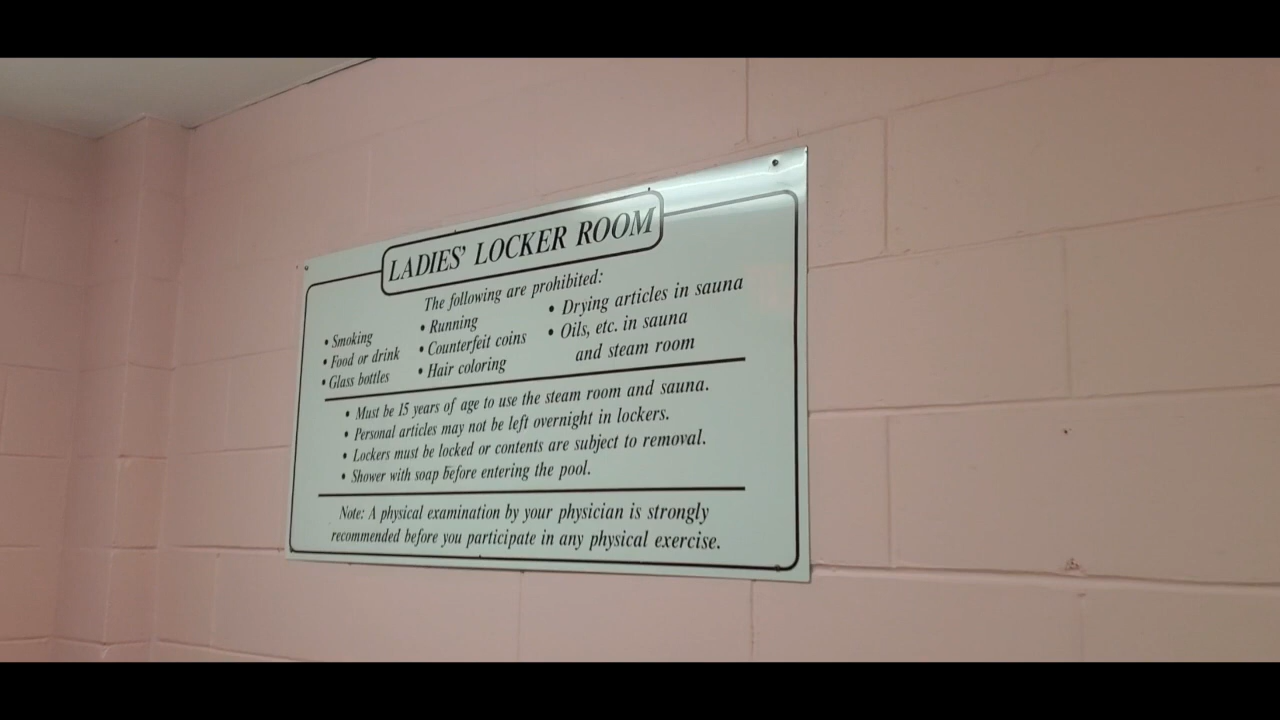 LADIES' LOCKER ROOM
The following are prohibited:
• Smoking
• Food or drink
• Glass bottles
• Running
• Counterfeit coins
• Hair coloring
• Drying articles in sauna
• Oils, etc. in sauna
and steam room
• Must be 15 years of age to use the steam room and sauna.
• Personal articles may not be left overnight in lockers.
• Lockers must be locked or contents are subject to removal.
• Shower with soap before entering the pool.
Note: A physical examination by your physician is strongly
recommended before you participate in any physical exercise.